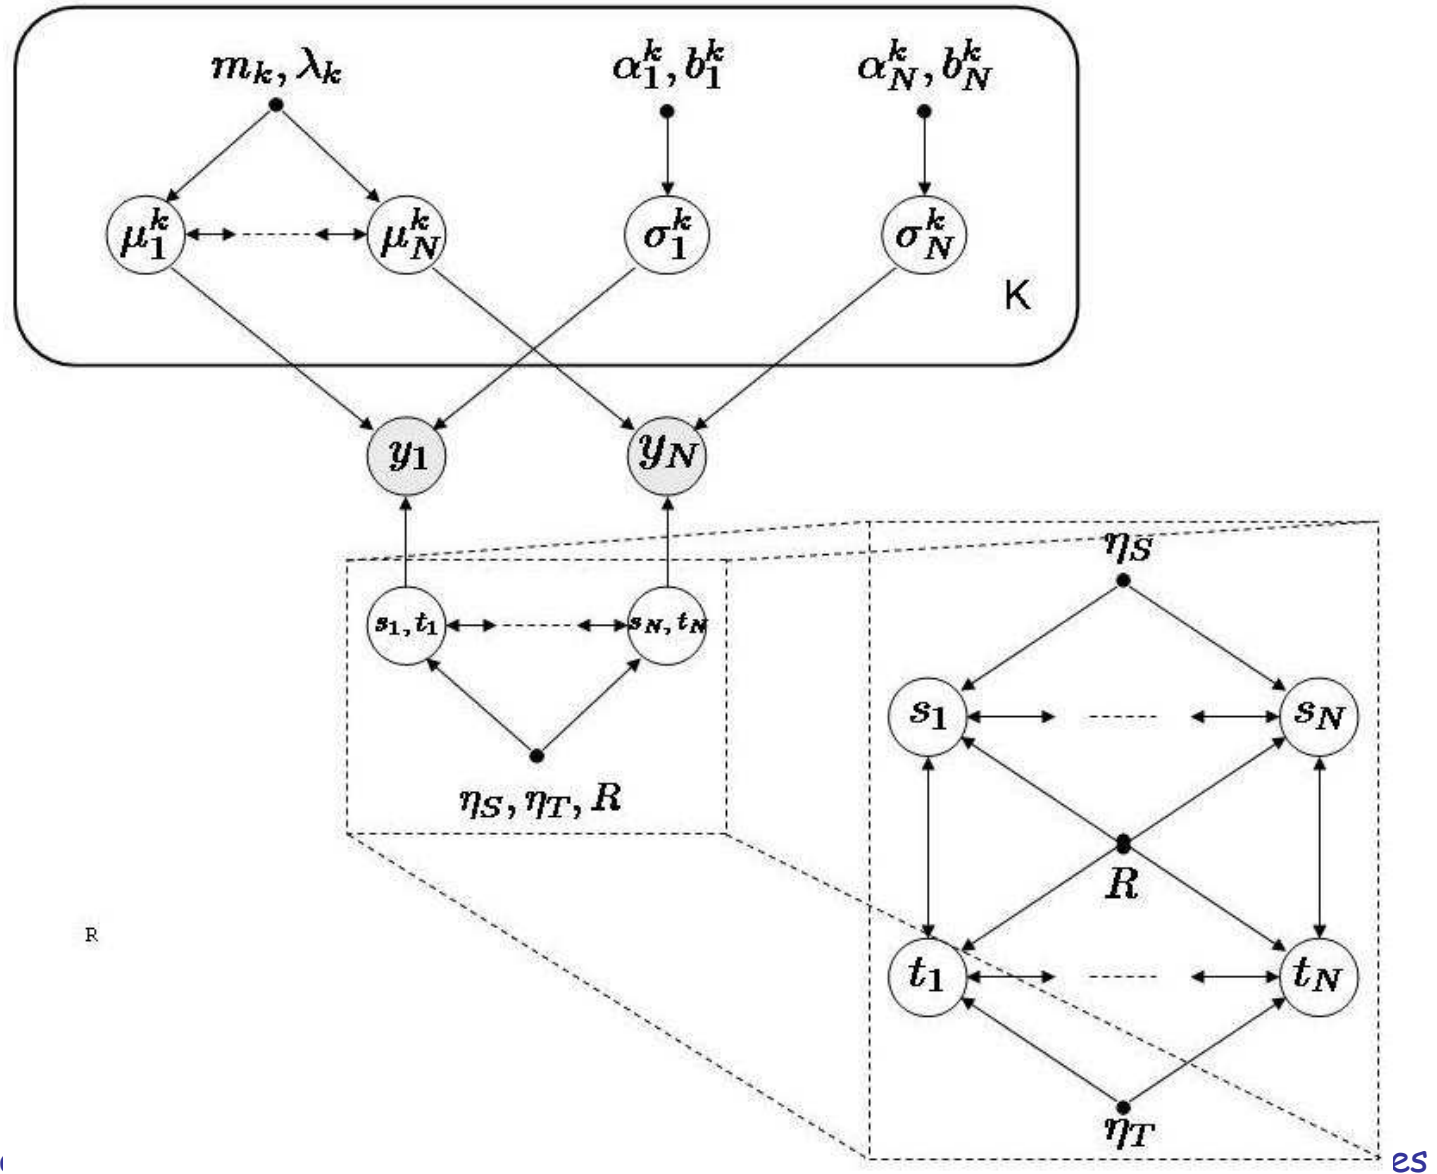 m_k, λ_k
α_1^k, b_1^k
α_N^k, b_N^k
μ_1^k
μ_N^k
σ_1^k
σ_N^k
K
y_1
y_N
η_S
s_1, t_1
s_N, t_N
s_1
s_N
η_S, η_T, R
R
R
t_1
t_N
η_T
es